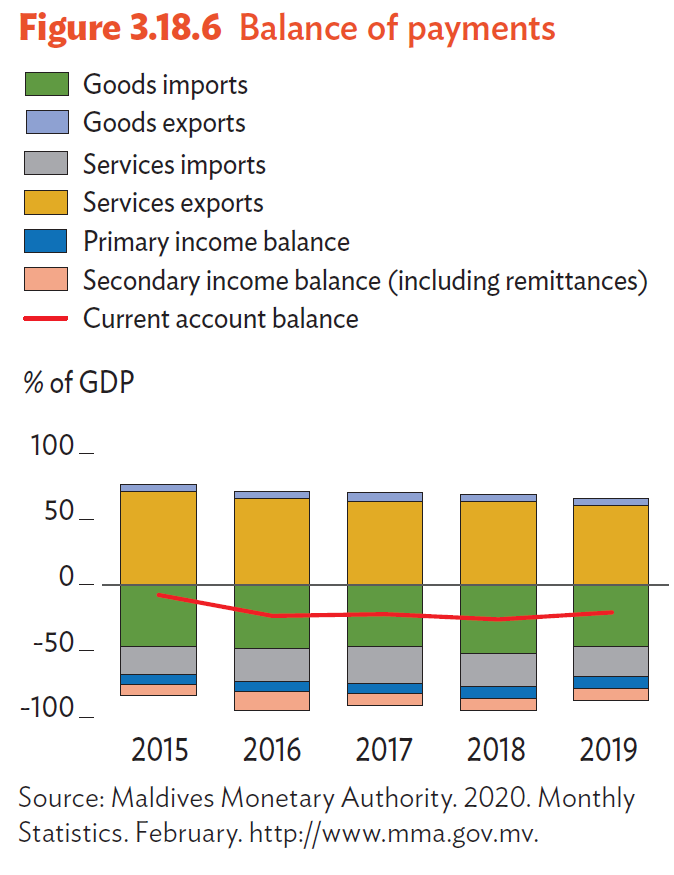 Figure 3.18.6 Balance of payments
Goods imports
Goods exports
Services imports
Services exports
Primary income balance
Secondary income balance (including remittances)
Current account balance
% of GDP
100
50
0
-50
-100
2015 2016 2017 2018 2019
Source: Maldives Monetary Authority. 2020. Monthly
Statistics. February. http://www.mma.gov.mv.